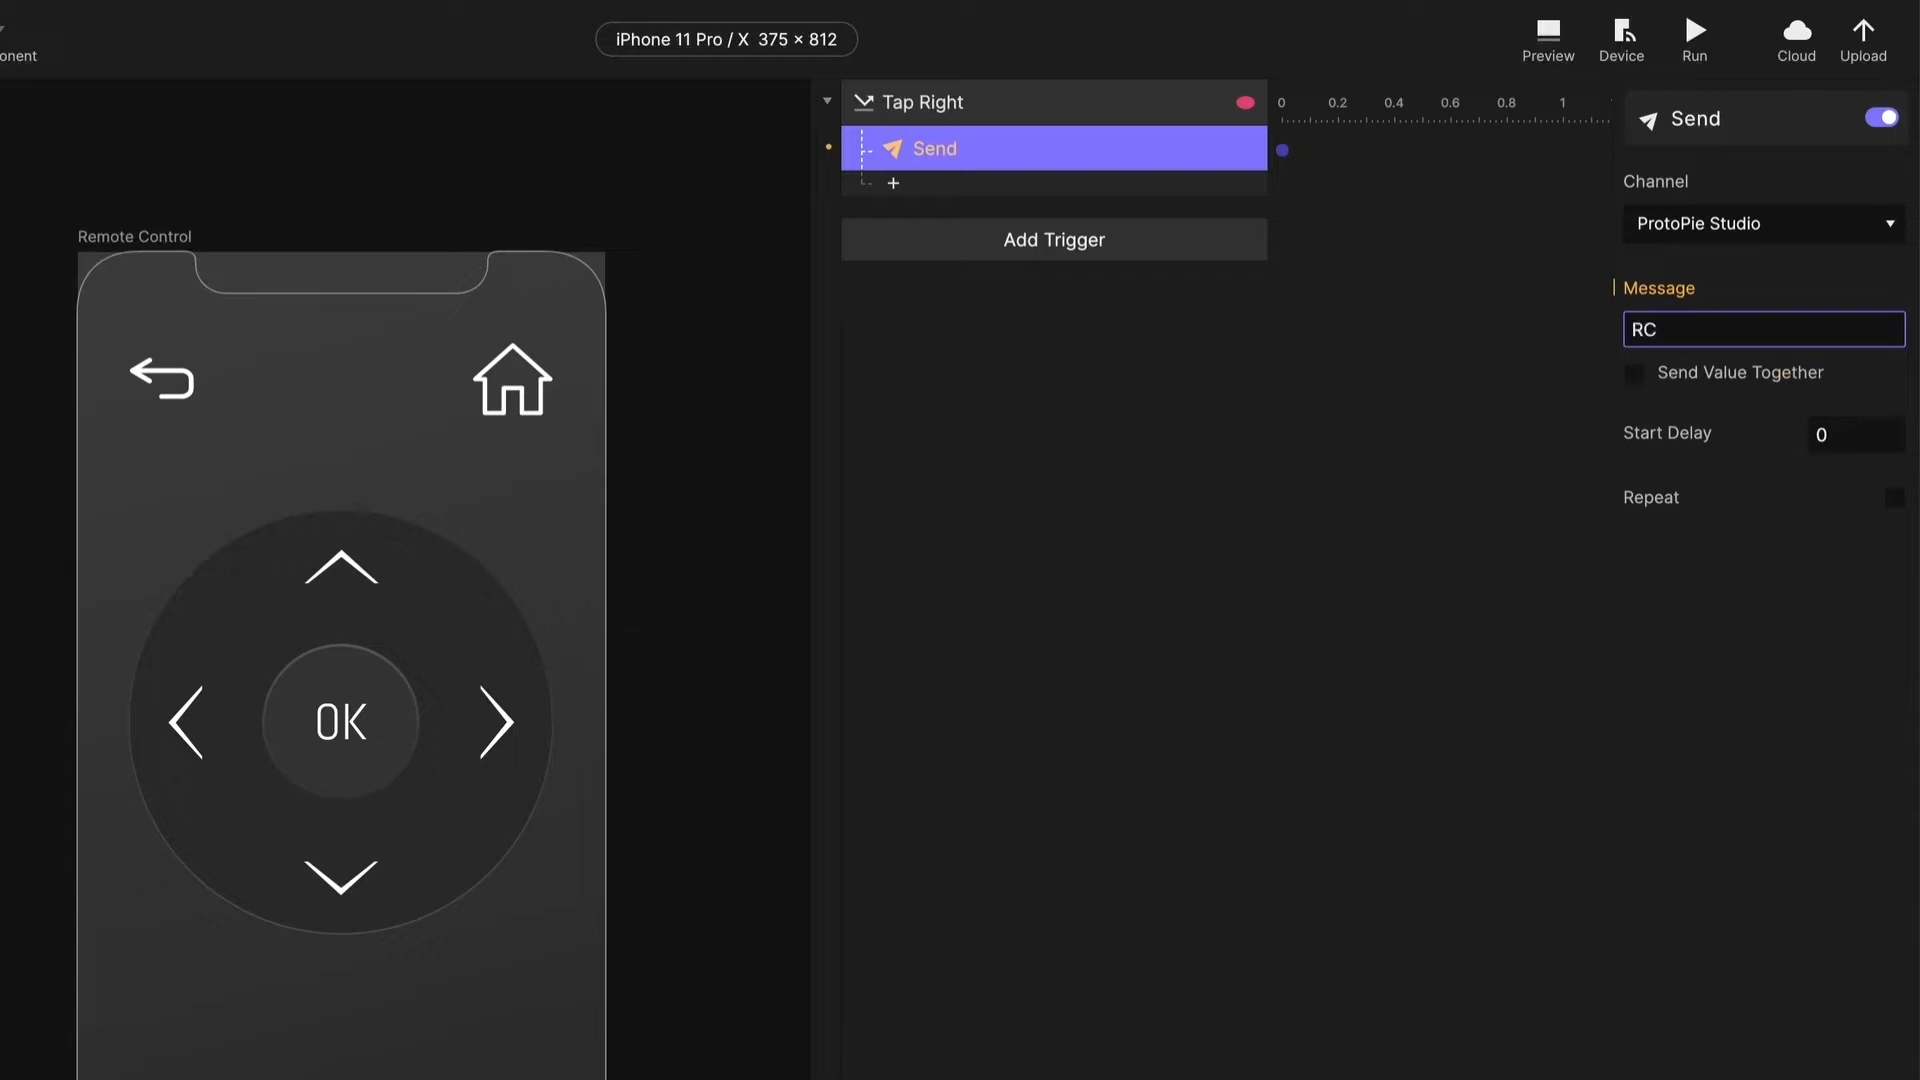 onent
iPhone 11 Pro / X 375 × 812
Preview
Device
Run
Cloud
Upload
Tap Right
0 0.2 0.4 0.6 0.8 1
Send
+
Add Trigger
Send
Channel
ProtoPie Studio
Message
RC
Send Value Together
Start Delay
0
Repeat
Remote Control
OK